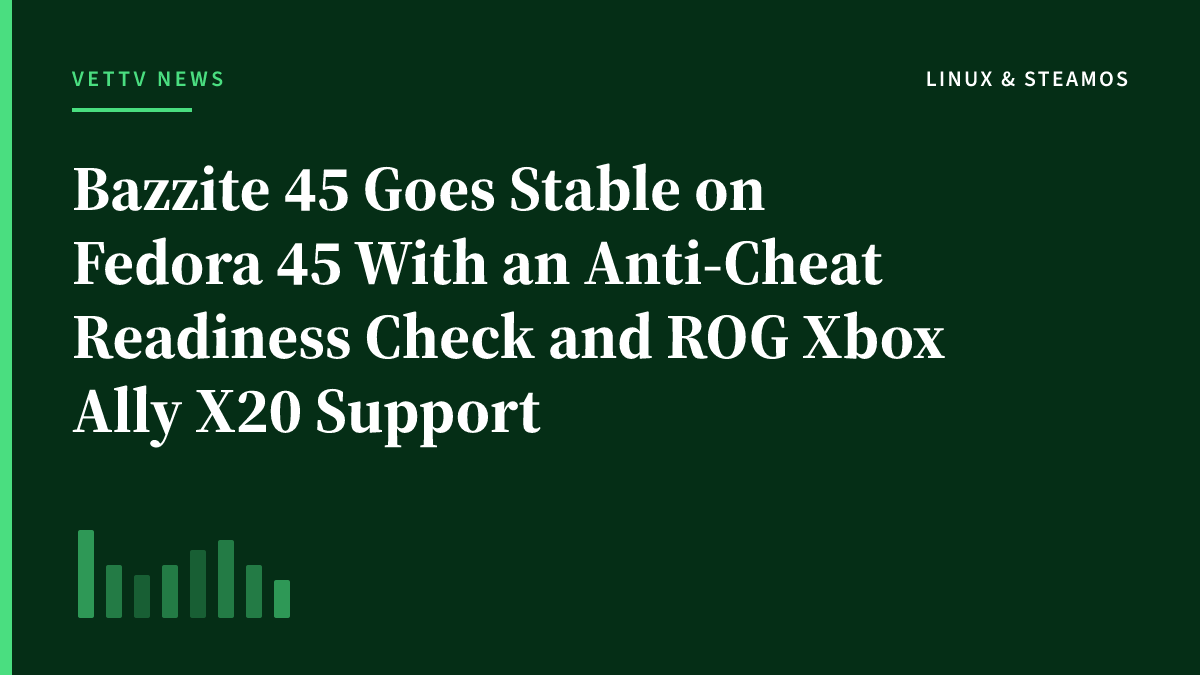 VETTV NEWS
LINUX & STEAMOS
Bazzite 45 Goes Stable on
Fedora 45 With an Anti-Cheat
Readiness Check and ROG Xbox
Ally X20 Support